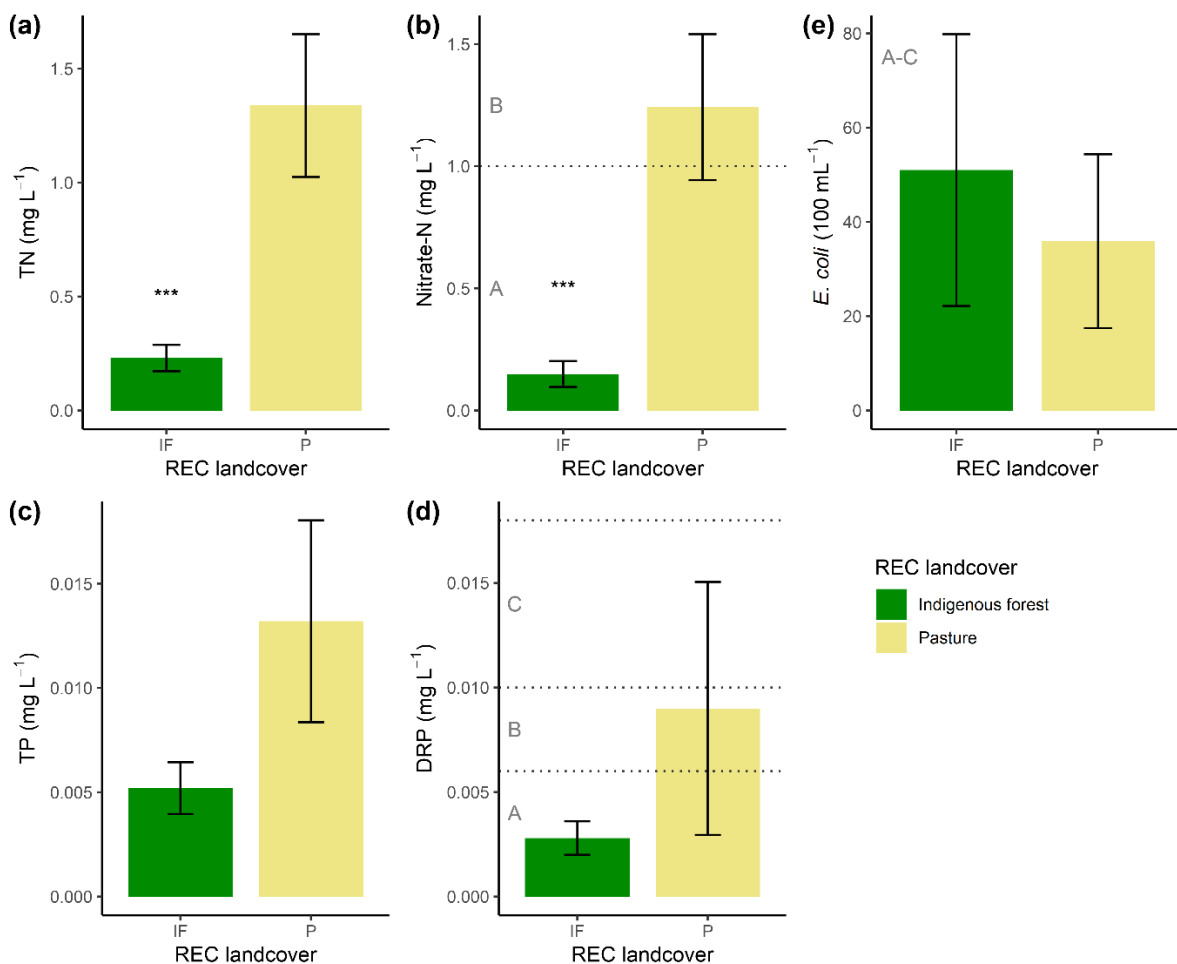 (a)
TN (mg L⁻¹)
1.5
1.0
0.5
0.0
***
IF P
REC landcover
(b)
Nitrate-N (mg L⁻¹)
1.5
1.0
0.5
0.0
B
A
***
IF P
REC landcover
(e)
E. coli (100 mL⁻¹)
80
60
40
20
0
A-C
IF P
REC landcover
(c)
TP (mg L⁻¹)
0.015
0.010
0.005
0.000
IF P
REC landcover
(d)
DRP (mg L⁻¹)
0.015
0.010
0.005
0.000
C
B
A
IF P
REC landcover
REC landcover
Indigenous forest
Pasture